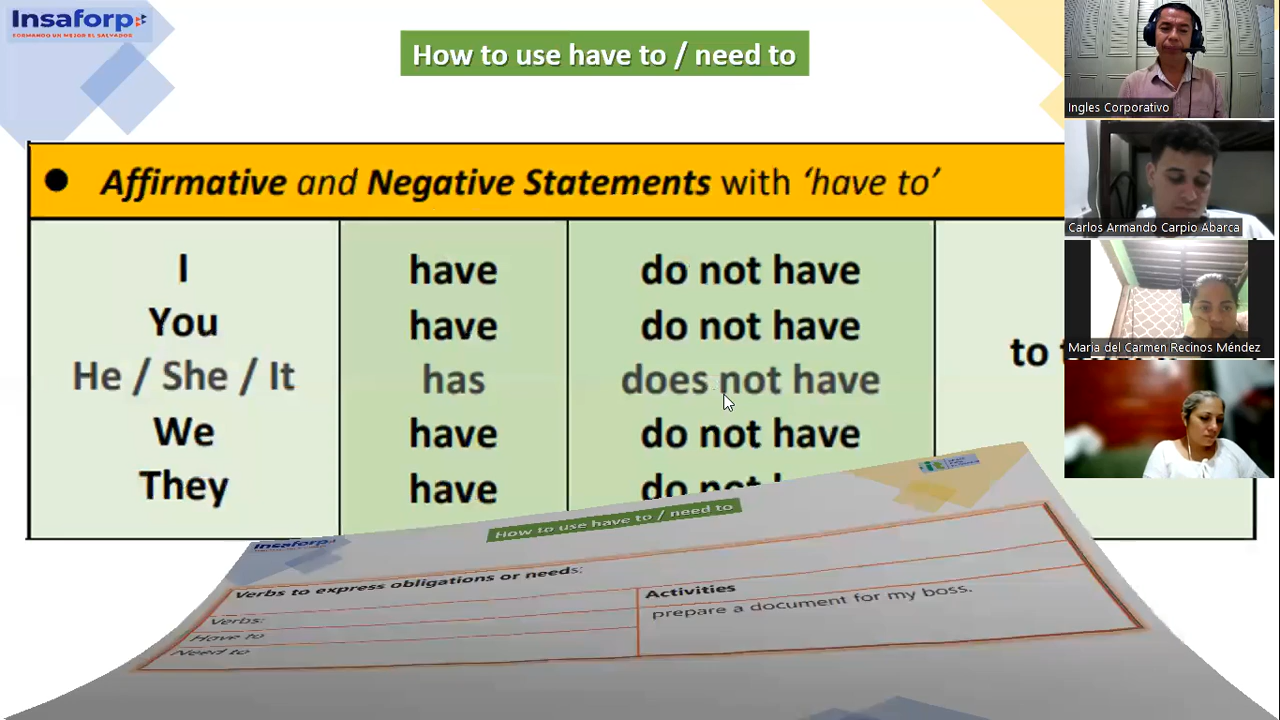 Insaforp
FORMANDO UN MEJOR EL SALVADOR
How to use have to / need to
Affirmative and Negative Statements with ‘have to’
I have do not have
You have do not have
He / She / It has does not have
to
We have do not have
They have do not
Ingles Corporativo
Carlos Armando Carpio Abarca
Maria del Carmen Recinos Méndez
Insaforp
How to use have to / need to
Verbs to express obligations or needs:
Verbs: Activities
Have to prepare a document for my boss.
Need to